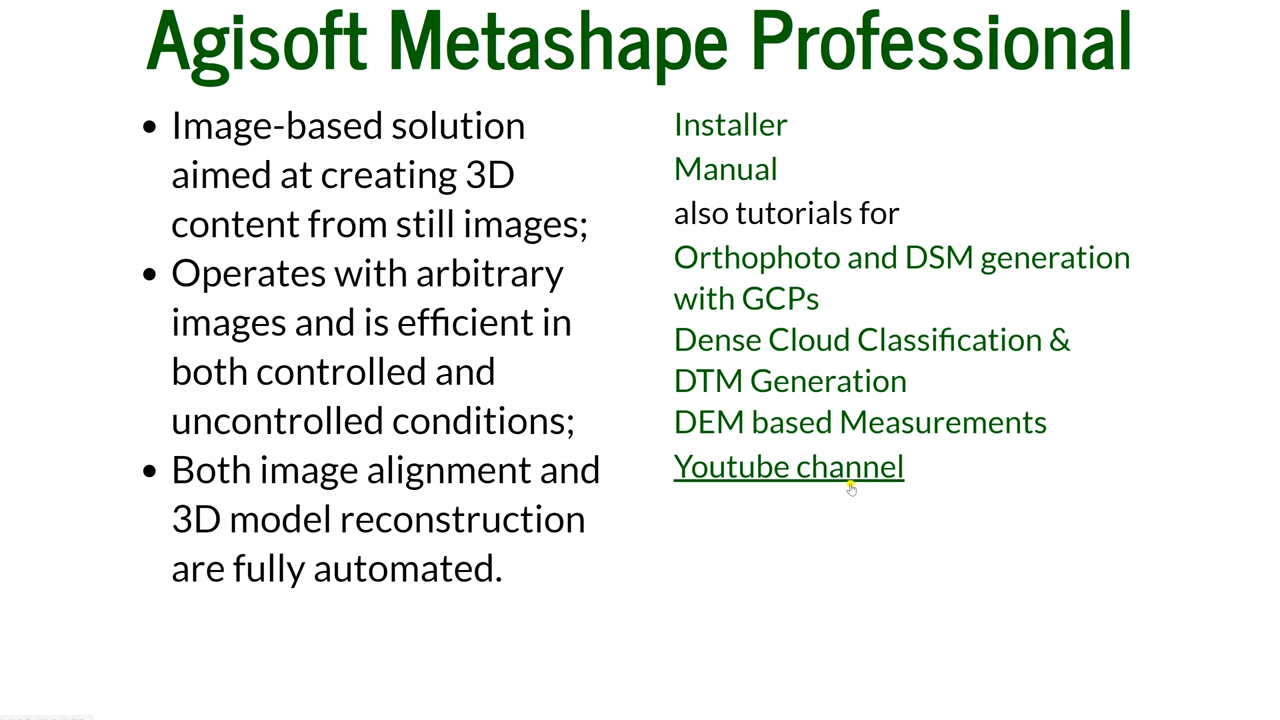 Agisoft Metashape Professional
• Image-based solution
aimed at creating 3D
content from still images;
• Operates with arbitrary
images and is efficient in
both controlled and
uncontrolled conditions;
• Both image alignment and
3D model reconstruction
are fully automated.
Installer
Manual
also tutorials for
Orthophoto and DSM generation
with GCPs
Dense Cloud Classification &
DTM Generation
DEM based Measurements
Youtube channel